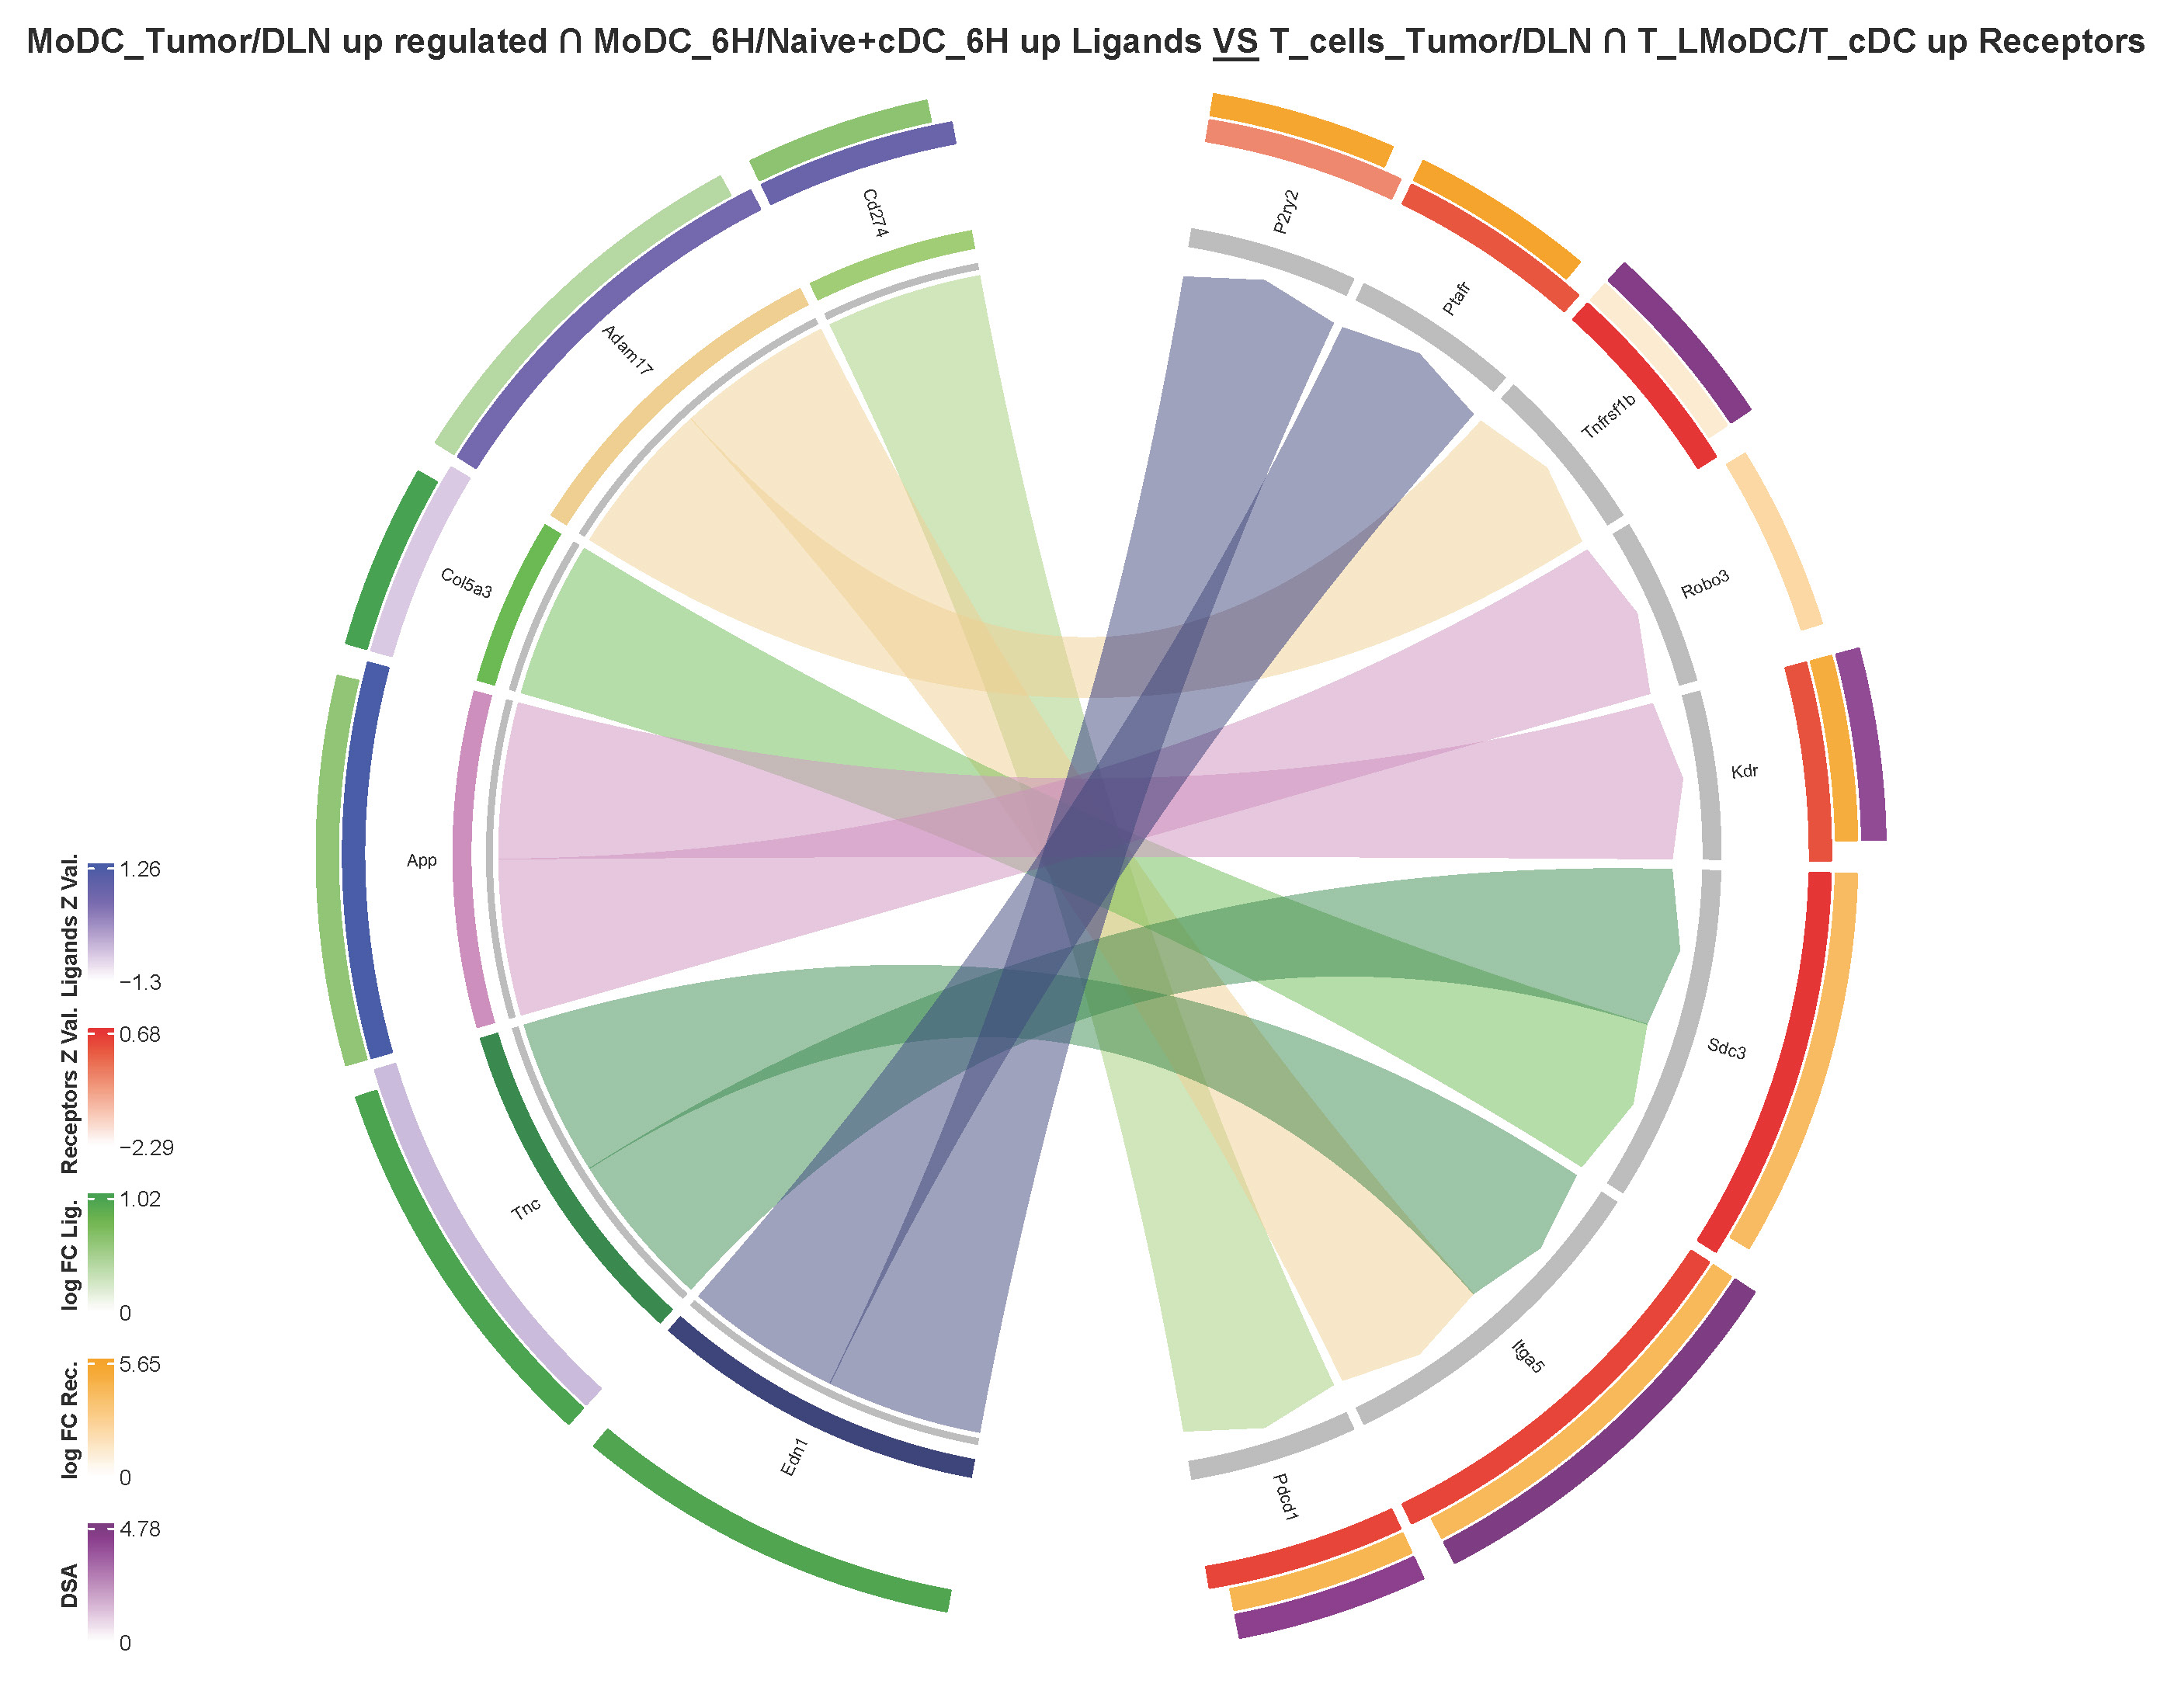 MoDC_Tumor/DLN up regulated ∩ MoDC_6H/Naive+cDC_6H up Ligands VS T_cells_Tumor/DLN ∩ T_LMoDC/T_cDC up Receptors
Cd274
Adam17
Col5a3
App
Tnc
Edn1
P2ry2
Ptafr
Tnfrsf1b
Robo3
Kdr
Sdc3
Itga5
Pdcd1
Ligands Z Val.
1.26
−1.3
Receptors Z Val.
0.68
−2.29
log FC Lig.
1.02
0
log FC Rec.
5.65
0
DSA
4.78
0